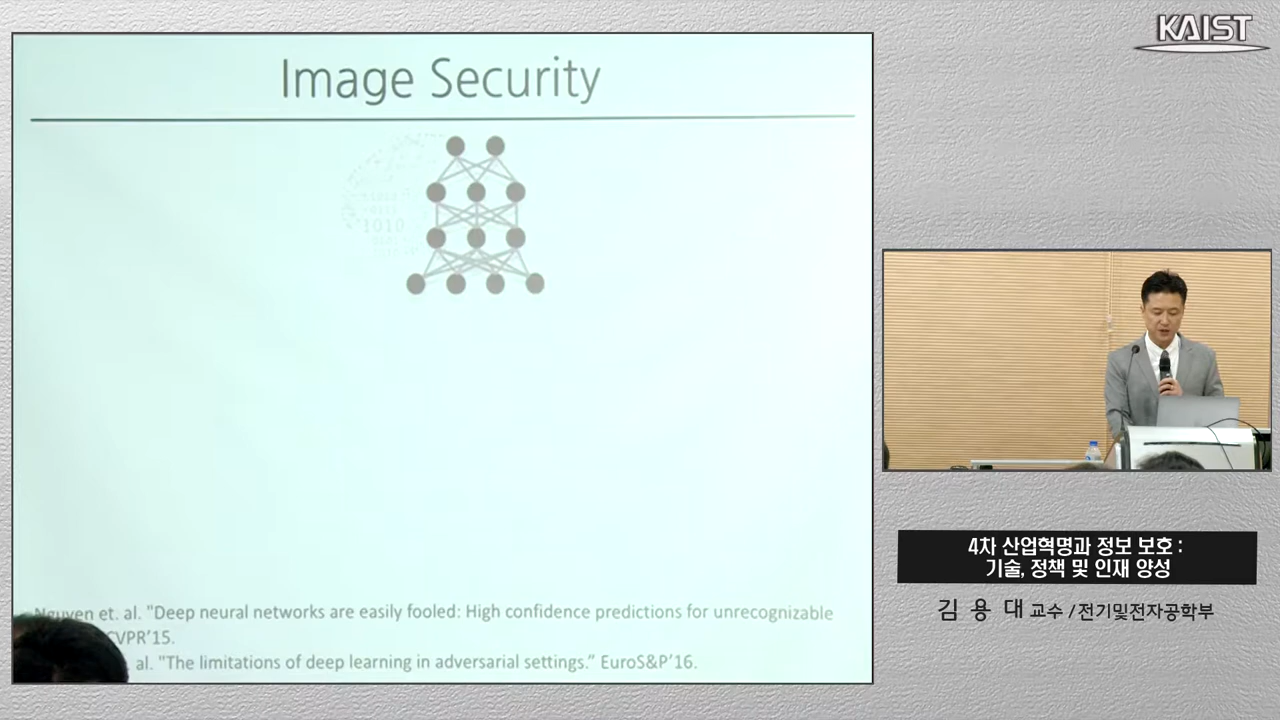 KAIST
Image Security
1010
Nguyen et. al. "Deep neural networks are easily fooled: High confidence predictions for unrecognizable
CVPR'15.
al. "The limitations of deep learning in adversarial settings." EuroS&P'16.
4차 산업혁명과 정보 보호 :
기술, 정책 및 인재 양성
김 용 대 교수 / 전기및전자공학부